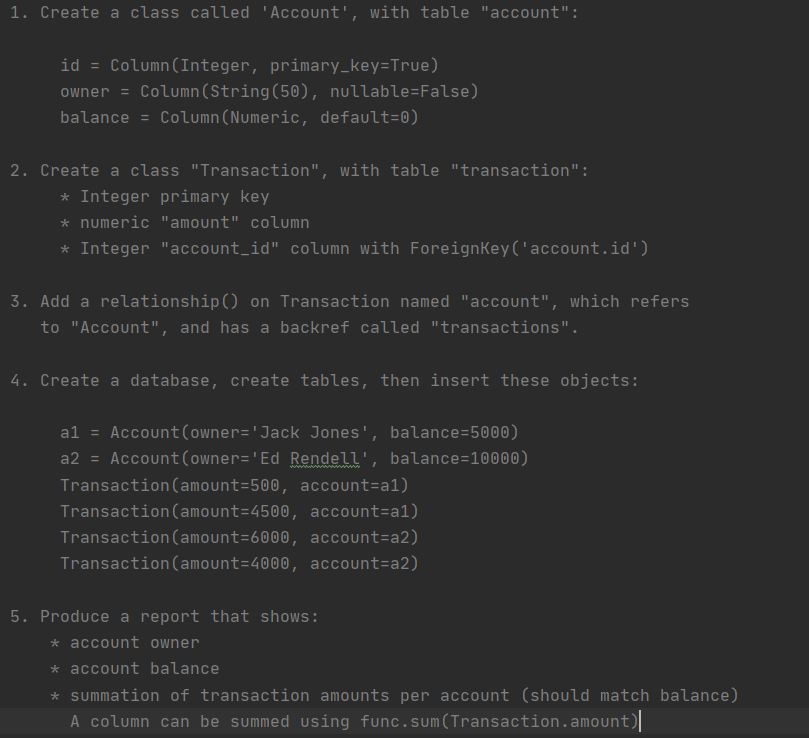 1. Create a class called 'Account', with table "account":
id = Column(Integer, primary_key=True)
owner = Column(String(50), nullable=False)
balance = Column(Numeric, default=0)
2. Create a class "Transaction", with table "transaction":
* Integer primary key
* numeric "amount" column
* Integer "account_id" column with ForeignKey('account.id')
3. Add a relationship() on Transaction named "account", which refers
to "Account", and has a backref called "transactions".
4. Create a database, create tables, then insert these objects:
a1 = Account(owner='Jack Jones', balance=5000)
a2 = Account(owner='Ed Rendell', balance=10000)
Transaction(amount=500, account=a1)
Transaction(amount=4500, account=a1)
Transaction(amount=6000, account=a2)
Transaction(amount=4000, account=a2)
5. Produce a report that shows:
* account owner
* account balance
* summation of transaction amounts per account (should match balance)
A column can be summed using func.sum(Transaction.amount)